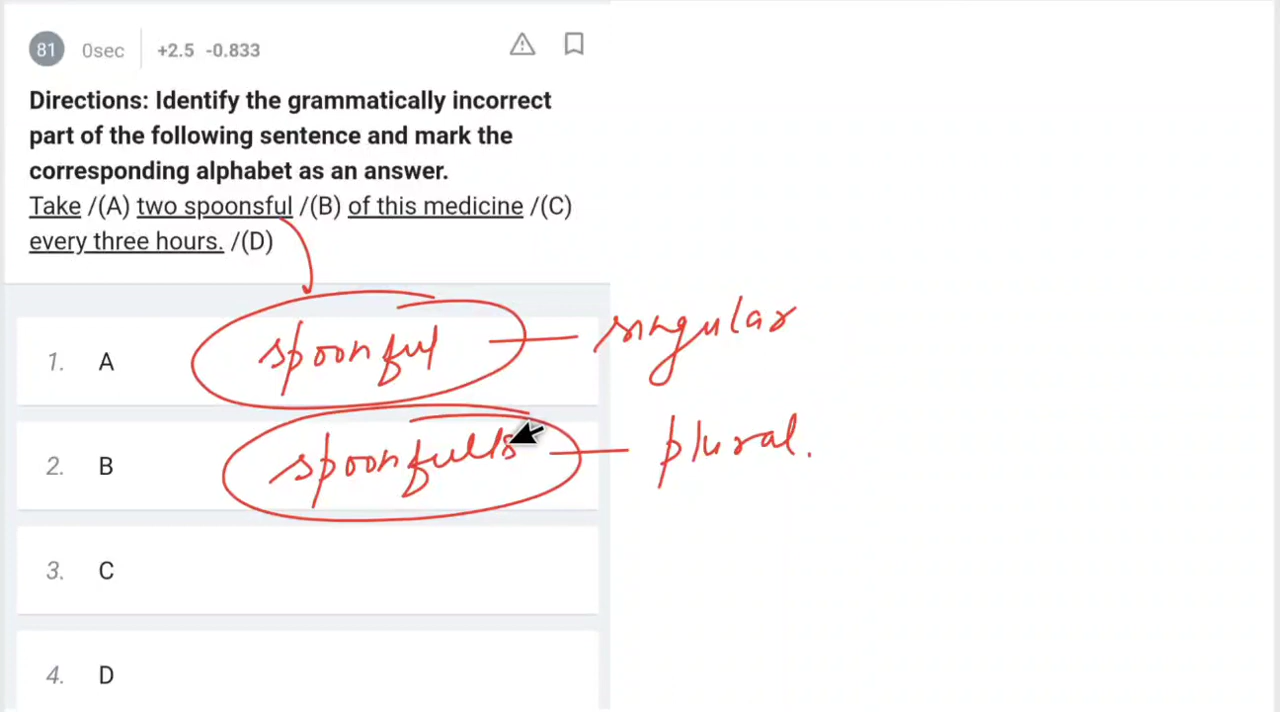 81 0sec +2.5 -0.833
Directions: Identify the grammatically incorrect
part of the following sentence and mark the
corresponding alphabet as an answer.
Take /(A) two spoonsful /(B) of this medicine /(C)
every three hours. /(D)
1. A
spoonful — singular
2. B
spoonfulls — plural.
3. C
4. D